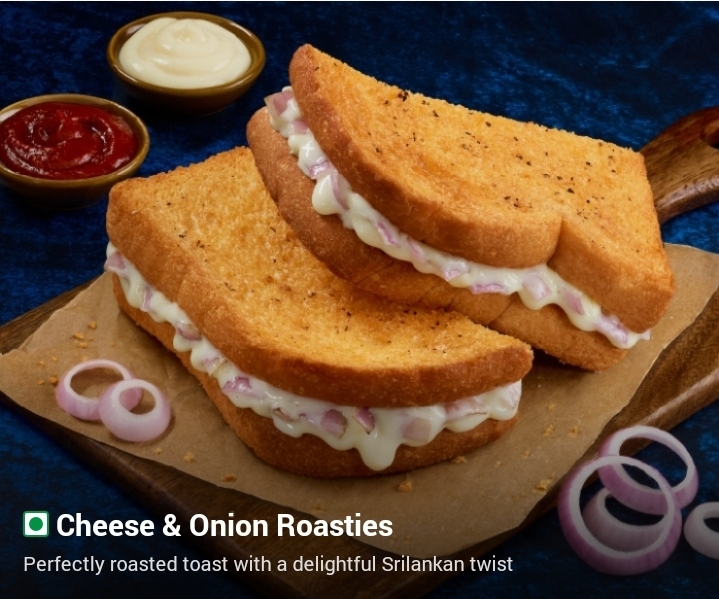 Cheese & Onion Roasties
Perfectly roasted toast with a delightful Srilankan twist